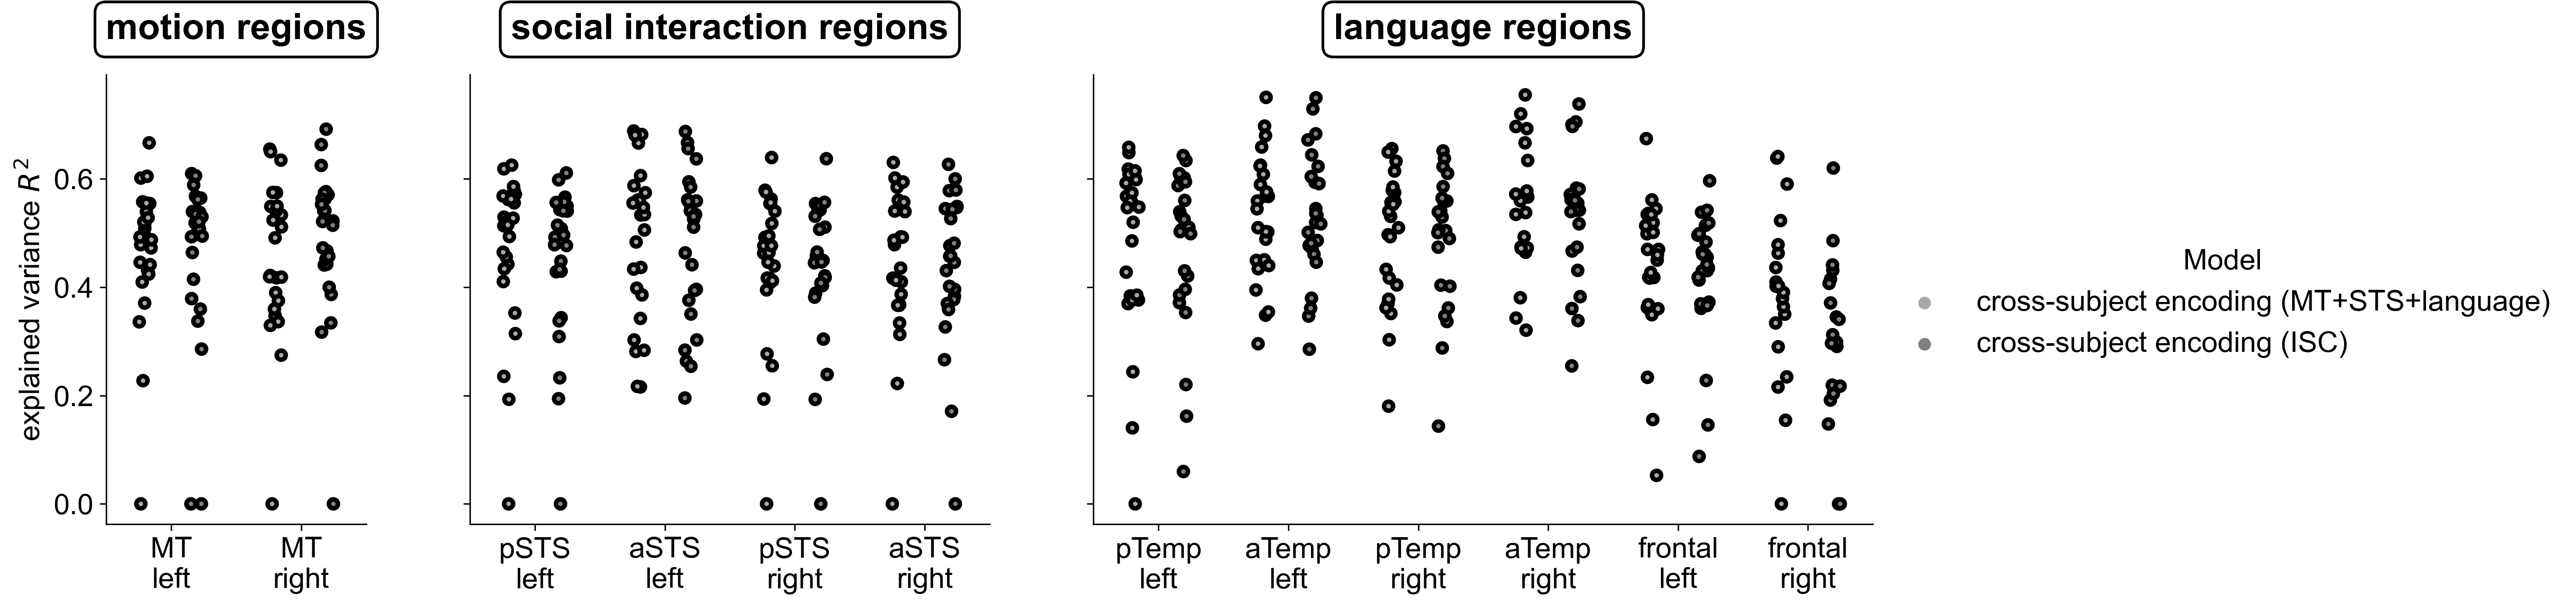 motion regions
social interaction regions
language regions
explained variance R²
0.6
0.4
0.2
0.0
MT left
MT right
pSTS left
aSTS left
pSTS right
aSTS right
pTemp left
aTemp left
pTemp right
aTemp right
frontal left
frontal right
Model
cross-subject encoding (MT+STS+language)
cross-subject encoding (ISC)